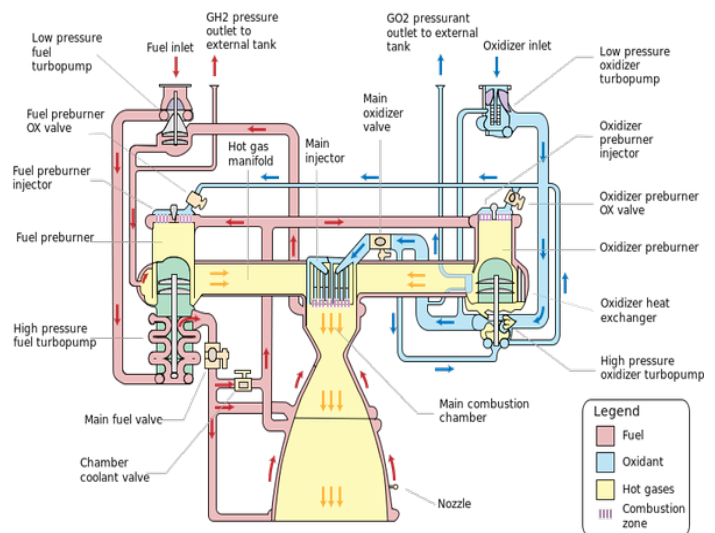 GH2 pressure
outlet to
external tank
GO2 pressurant
outlet to external
tank
Low pressure
fuel
turbopump
Fuel inlet
Oxidizer inlet
Low pressure
oxidizer
turbopump
Fuel preburner
OX valve
Hot gas
manifold
Main
injector
Main
oxidizer
valve
Oxidizer
preburner
injector
Fuel preburner
injector
Oxidizer preburner
OX valve
Fuel preburner
Oxidizer preburner
High pressure
fuel turbopump
Oxidizer heat
exchanger
High pressure
oxidizer turbopump
Main fuel valve
Main combustion
chamber
Chamber
coolant valve
Nozzle
Legend
Fuel
Oxidant
Hot gases
Combustion
zone